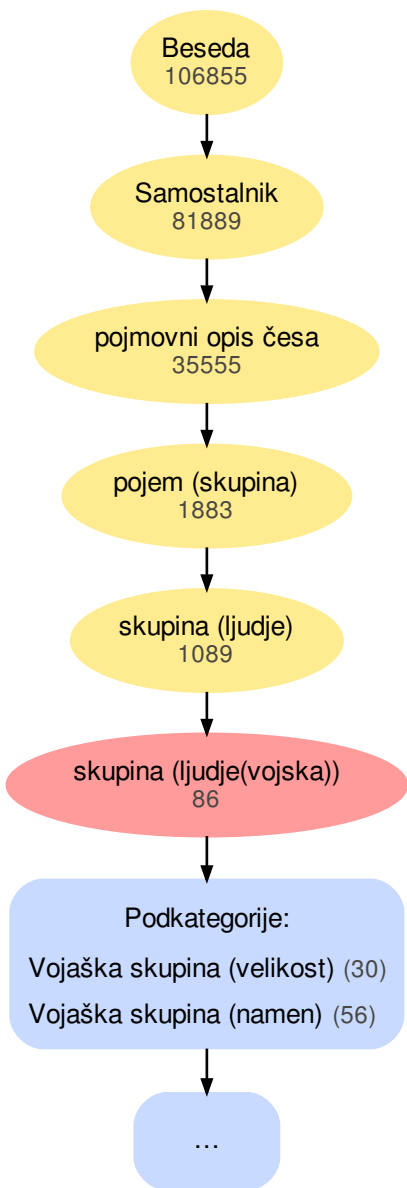 Beseda
106855
Samostalnik
81889
pojmovni opis česa
35555
pojem (skupina)
1883
skupina (ljudje)
1089
skupina (ljudje(vojska))
86
Podkategorije:
Vojaška skupina (velikost) (30)
Vojaška skupina (namen) (56)
...